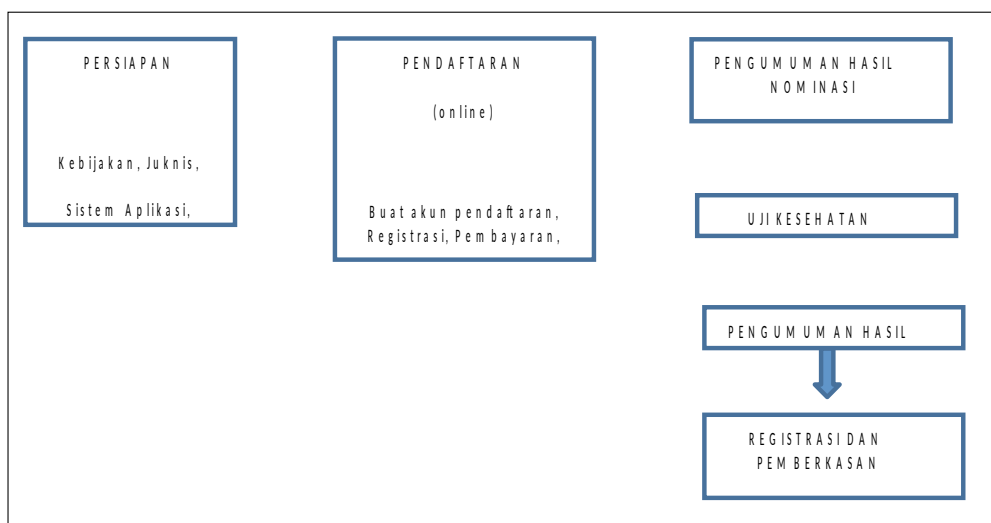 PERSIAPAN
Kebijakan, Juknis,
Sistem Aplikasi,
PENDAFTARAN
(online)
Buat akun pendaftaran,
Registrasi, Pembayaran,
PENGUMUMAN HASIL
NOMINASI
UJI KESEHATAN
PENGUMUMAN HASIL
REGISTRASI DAN
PEMBERKASAN